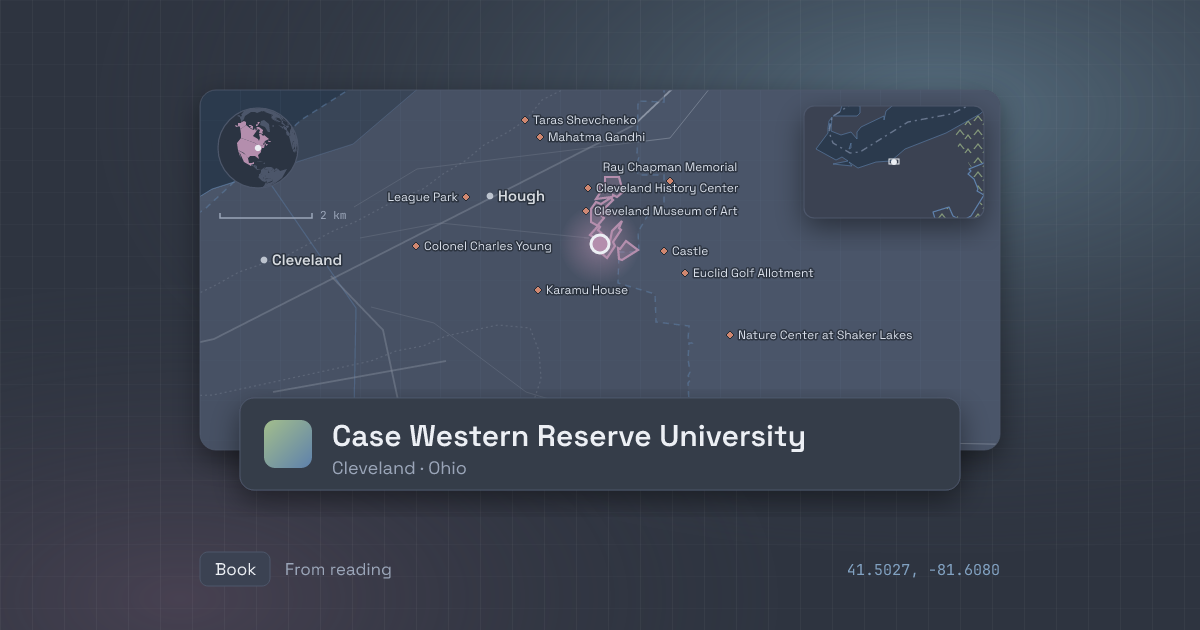 Taras Shevchenko
Mahatma Gandhi
Ray Chapman Memorial
Cleveland History Center
League Park
Hough
Cleveland Museum of Art
2 km
Colonel Charles Young
Castle
Cleveland
Euclid Golf Allotment
Karamu House
Nature Center at Shaker Lakes
Case Western Reserve University
Cleveland · Ohio
Book
From reading
41.5027, -81.6080